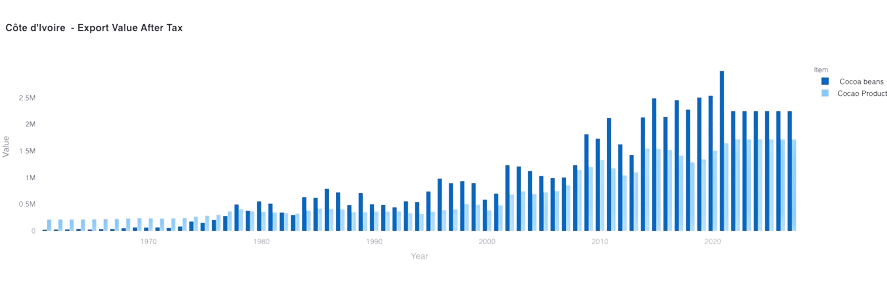 Côte d'Ivoire - Export Value After Tax
Item
Cocoa beans
Cocao Product
2.5M
2M
1.5M
1M
0.5M
0
Value
1970
1980
1990
2000
2010
2020
Year